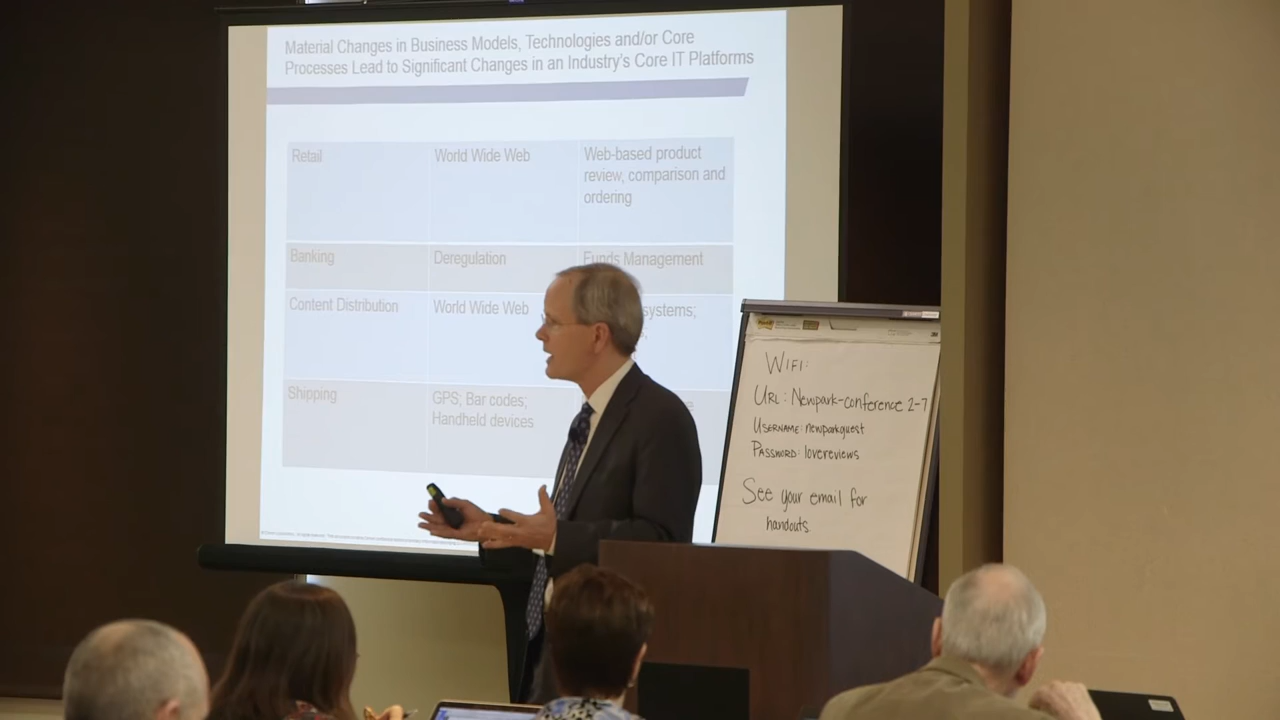 Material Changes in Business Models, Technologies and/or Core
Processes Lead to Significant Changes in an Industry's Core IT Platforms
Retail
World Wide Web
Web-based product
review, comparison and
ordering
Banking
Deregulation
Funds Management
Content Distribution
World Wide Web
systems;
Shipping
GPS; Bar codes;
Handheld devices
WIFI:
URL: Newpark-conference 2-7
USERNAME: newparkguest
PASSWORD: lovereviews
See your email for
handouts